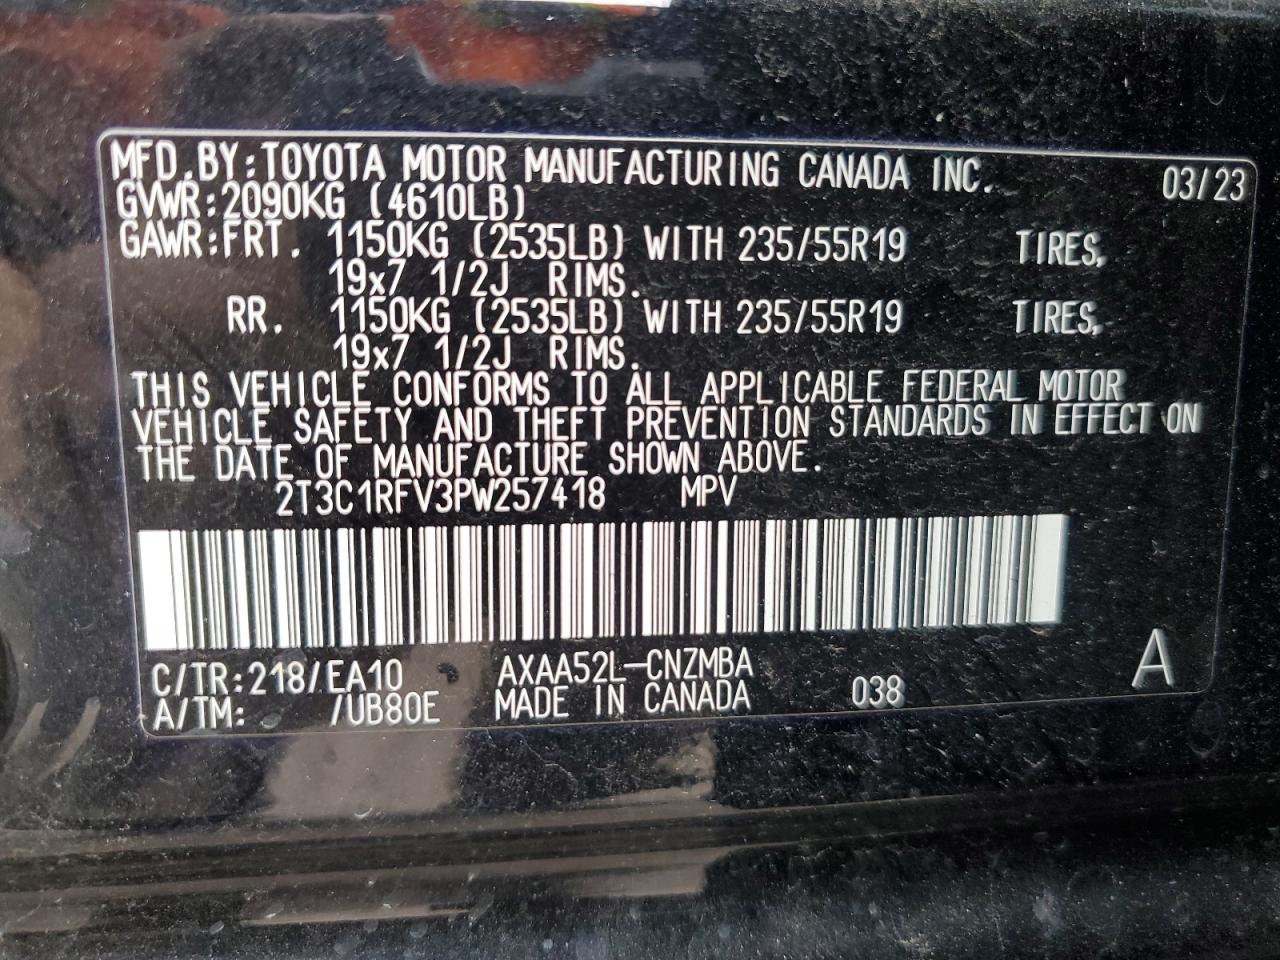 MFD.BY:TOYOTA MOTOR MANUFACTURING CANADA INC. 03/23
GVWR:2090KG (4610LB)
GAWR:FRT. 1150KG (2535LB) WITH 235/55R19 TIRES,
19x7 1/2J RIMS.
RR. 1150KG (2535LB) WITH 235/55R19 TIRES,
19x7 1/2J RIMS.
THIS VEHICLE CONFORMS TO ALL APPLICABLE FEDERAL MOTOR
VEHICLE SAFETY AND THEFT PREVENTION STANDARDS IN EFFECT ON
THE DATE OF MANUFACTURE SHOWN ABOVE.
2T3C1RFV3PW257418 MPV
C/TR:218/EA10 AXAA52L-CNZMBA A
A/TM: /UB80E MADE IN CANADA 038